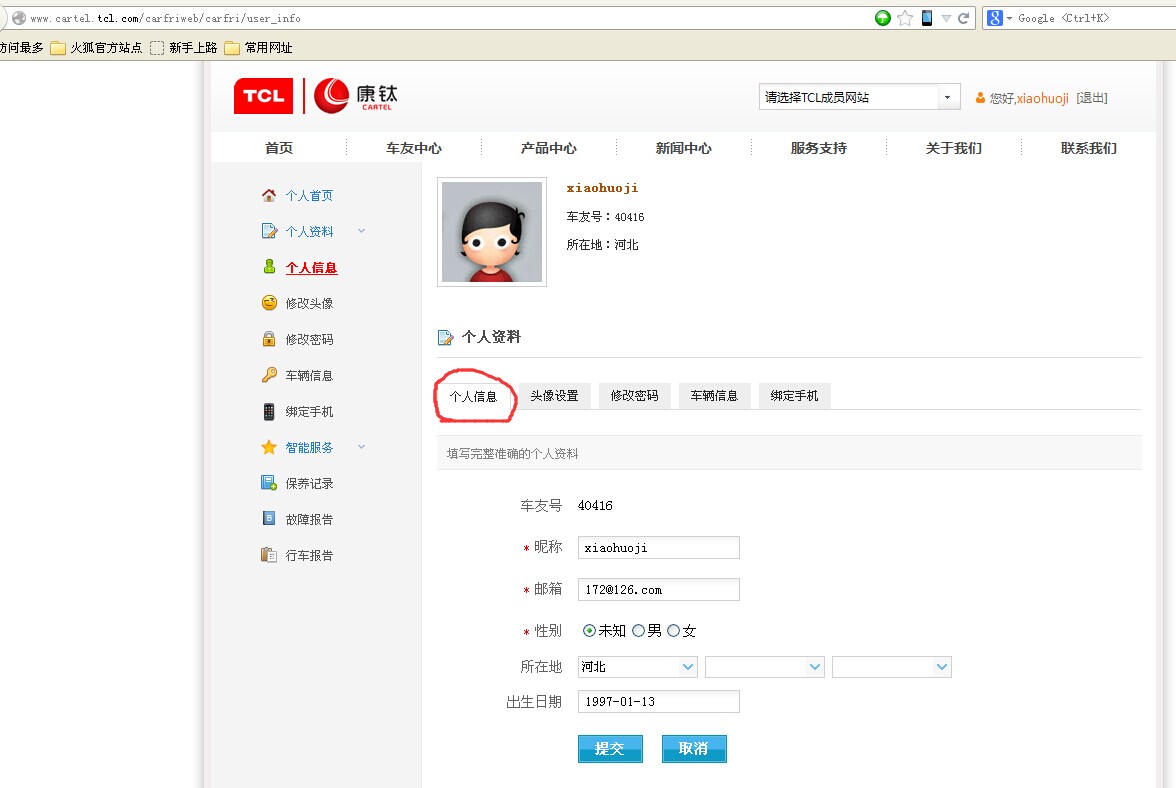 www.cartel.tcl.com/carfriweb/carfri/user_info
Google <Ctrl+K>
访问最多 火狐官方站点 新手上路 常用网址
TCL 康钛 CARTEL
请选择TCL成员网站 您好,xiaohuoji [退出]
首页 车友中心 产品中心 新闻中心 服务支持 关于我们 联系我们
个人首页
个人资料
个人信息
修改头像
修改密码
车辆信息
绑定手机
智能服务
保养记录
故障报告
行车报告
xiaohuoji
车友号：40416
所在地：河北
个人资料
个人信息 头像设置 修改密码 车辆信息 绑定手机
填写完整准确的个人资料
车友号 40416
* 昵称 xiaohuoji
* 邮箱 172@126.com
* 性别 未知 男 女
所在地 河北
出生日期 1997-01-13
提交 取消